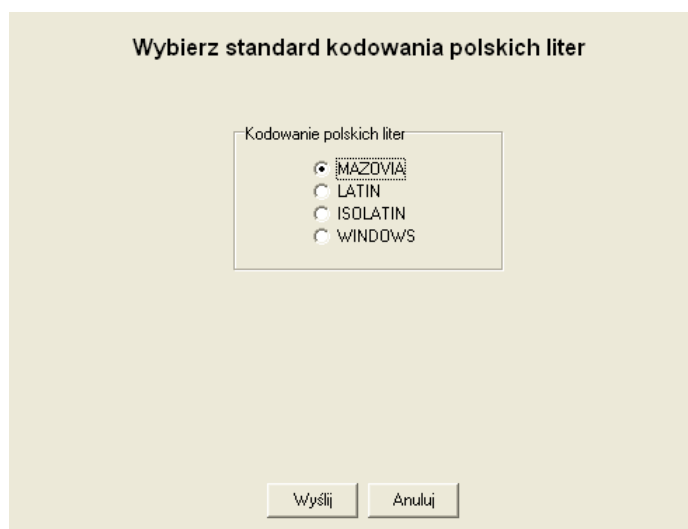 Wybierz standard kodowania polskich liter
Kodowanie polskich liter
MAZOVIA
LATIN
ISOLATIN
WINDOWS
Wyślij Anuluj